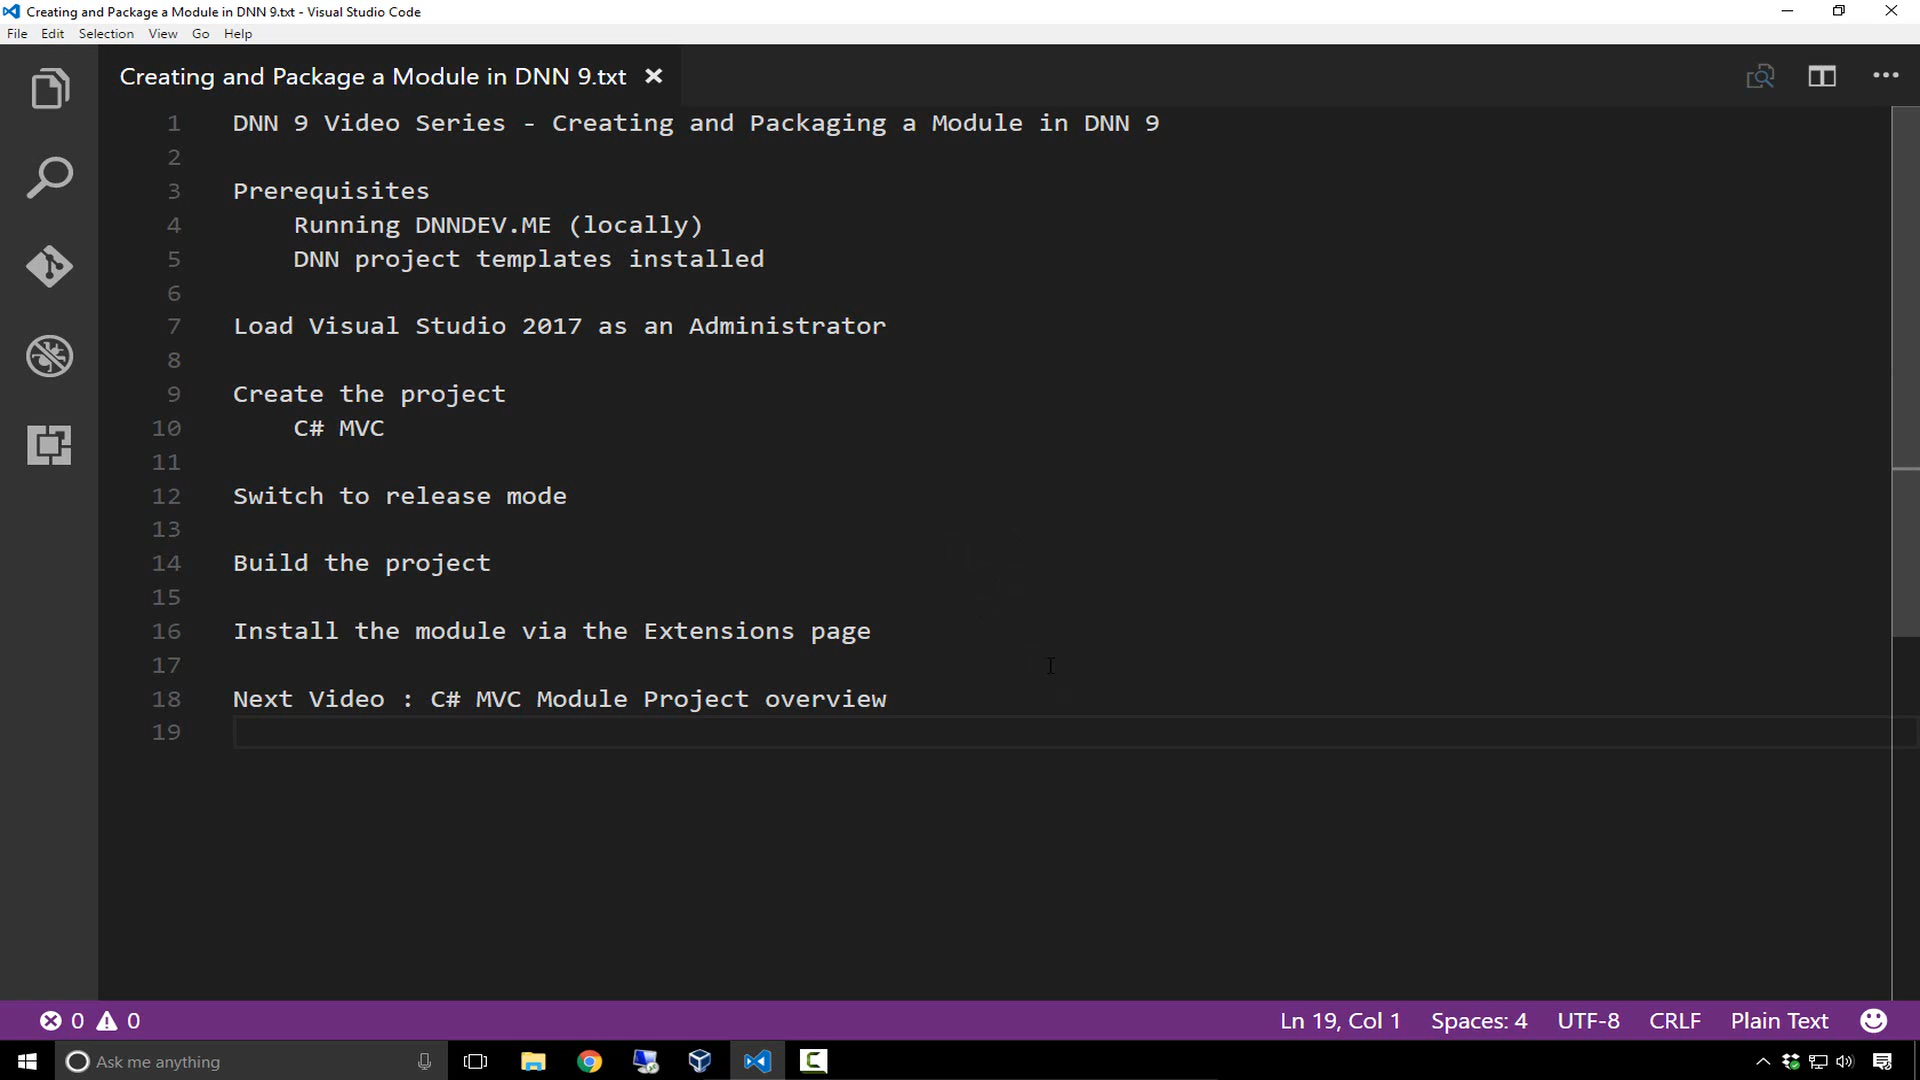 Creating and Package a Module in DNN 9.txt - Visual Studio Code
File Edit Selection View Go Help
Creating and Package a Module in DNN 9.txt
1 DNN 9 Video Series - Creating and Packaging a Module in DNN 9
2
3 Prerequisites
4 Running DNNDEV.ME (locally)
5 DNN project templates installed
6
7 Load Visual Studio 2017 as an Administrator
8
9 Create the project
10 C# MVC
11
12 Switch to release mode
13
14 Build the project
15
16 Install the module via the Extensions page
17
18 Next Video : C# MVC Module Project overview
19
0 0 Ln 19, Col 1 Spaces: 4 UTF-8 CRLF Plain Text
Ask me anything